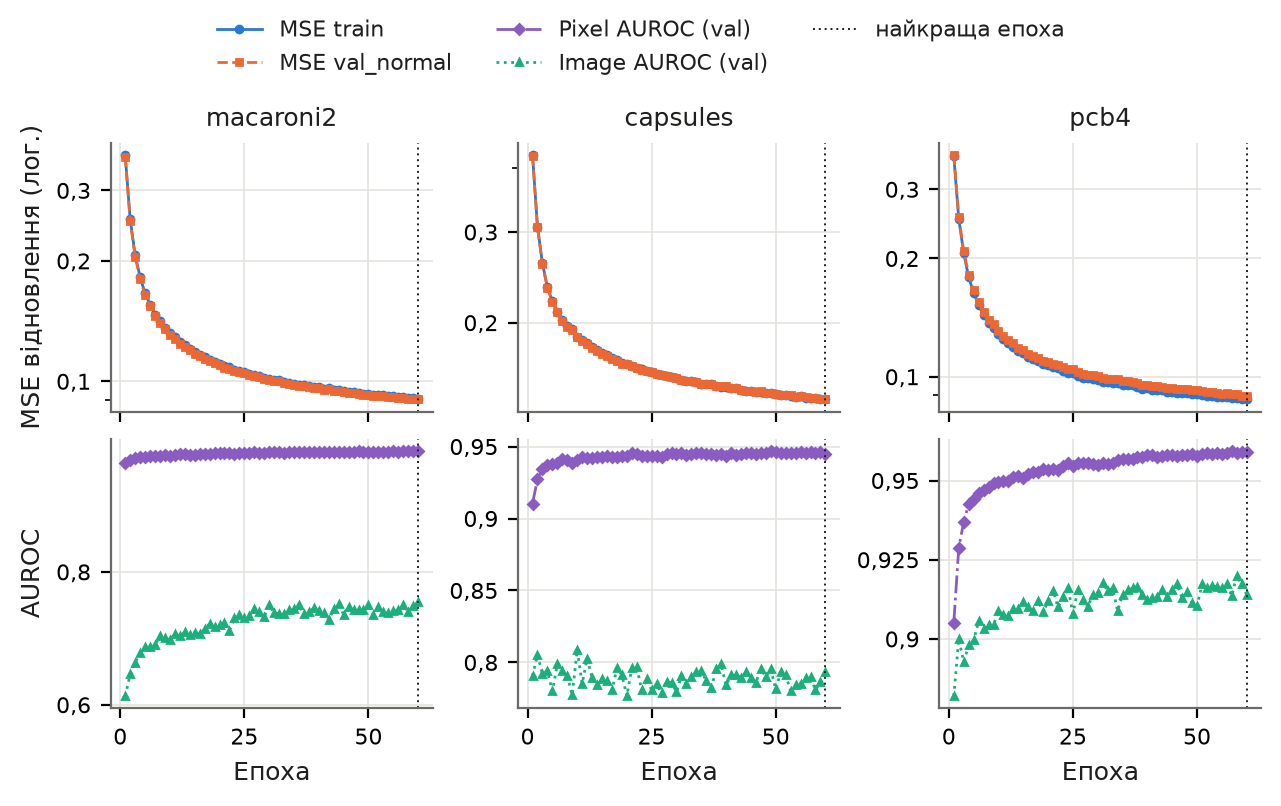 MSE train
MSE val_normal
Pixel AUROC (val)
Image AUROC (val)
найкраща епоха
macaroni2
capsules
pcb4
MSE відновлення (лог.)
0,3
0,2
0,1
0,3
0,2
0,3
0,2
0,1
AUROC
0,8
0,6
0,95
0,9
0,85
0,8
0,95
0,925
0,9
0
25
50
0
25
50
0
25
50
Епоха
Епоха
Епоха